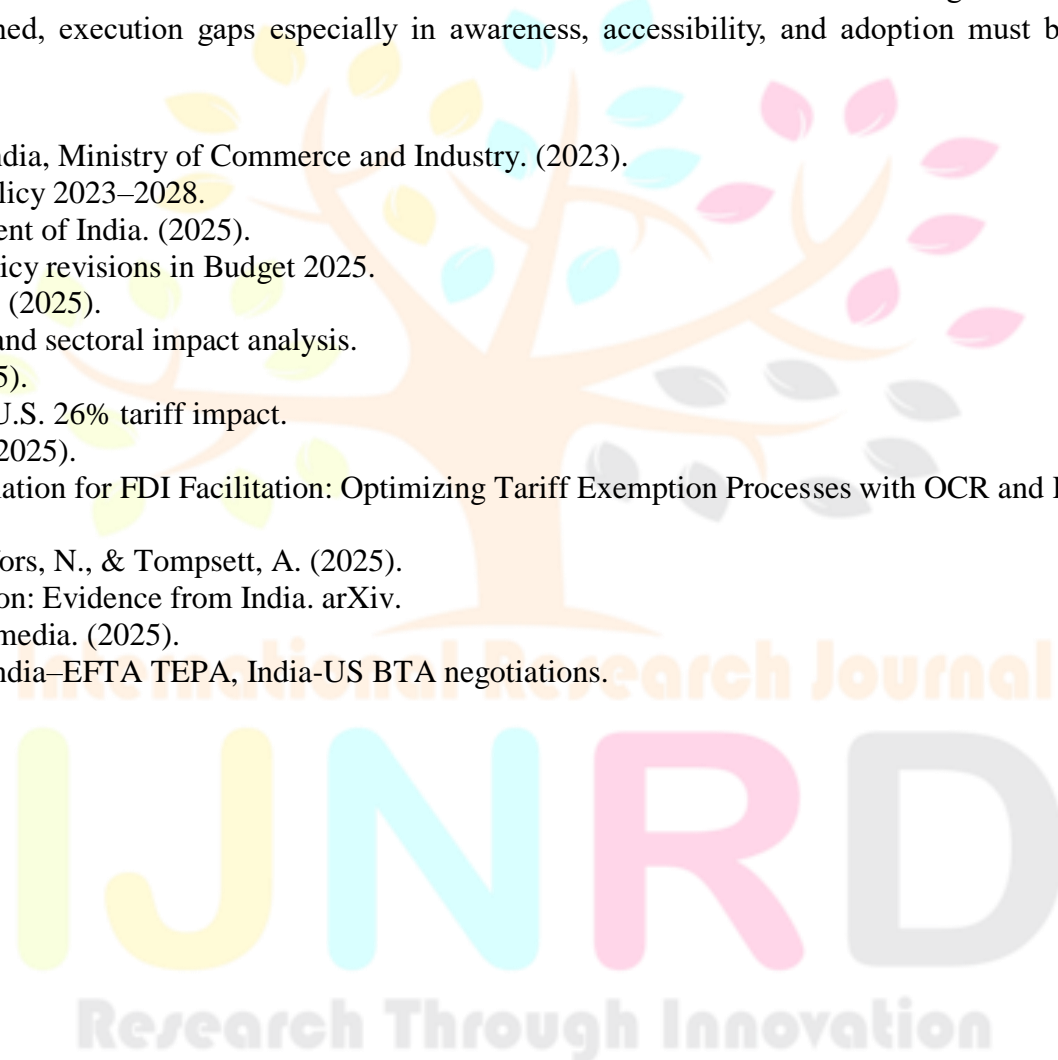 ned, execution gaps especially in awareness, accessibility, and adoption must b
ndia, Ministry of Commerce and Industry. (2023).
licy 2023–2028.
ent of India. (2025).
icy revisions in Budget 2025.
(2025).
and sectoral impact analysis.
5).
U.S. 26% tariff impact.
2025).
ation for FDI Facilitation: Optimizing Tariff Exemption Processes with OCR and
fors, N., & Tompsett, A. (2025).
on: Evidence from India. arXiv.
media. (2025).
ndia–EFTA TEPA, India-US BTA negotiations.
International Research Journal
IJNRD
Research Through Innovation